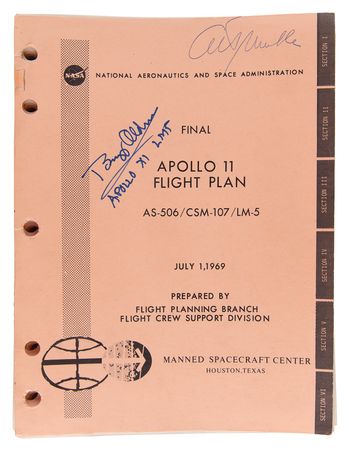 NASA
NATIONAL AERONAUTICS AND SPACE ADMINISTRATION
FINAL
Buzz Aldrin
APOLLO XI LMP
APOLLO 11
FLIGHT PLAN
AS-506/CSM-107/LM-5
JULY 1,1969
PREPARED BY
FLIGHT PLANNING BRANCH
FLIGHT CREW SUPPORT DIVISION
MANNED SPACECRAFT CENTER
HOUSTON,TEXAS
SECTION I
SECTION II
SECTION III
SECTION IV
SECTION V
SECTION VI